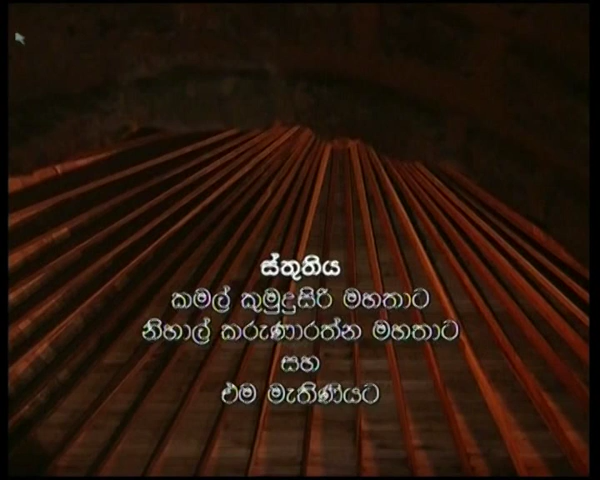 ස්තූතිය
කමල් කුමුදුසිරි මහතාට
නිහාල් කරුණාරත්න මහතාට
සහ
එම මැතිණියට